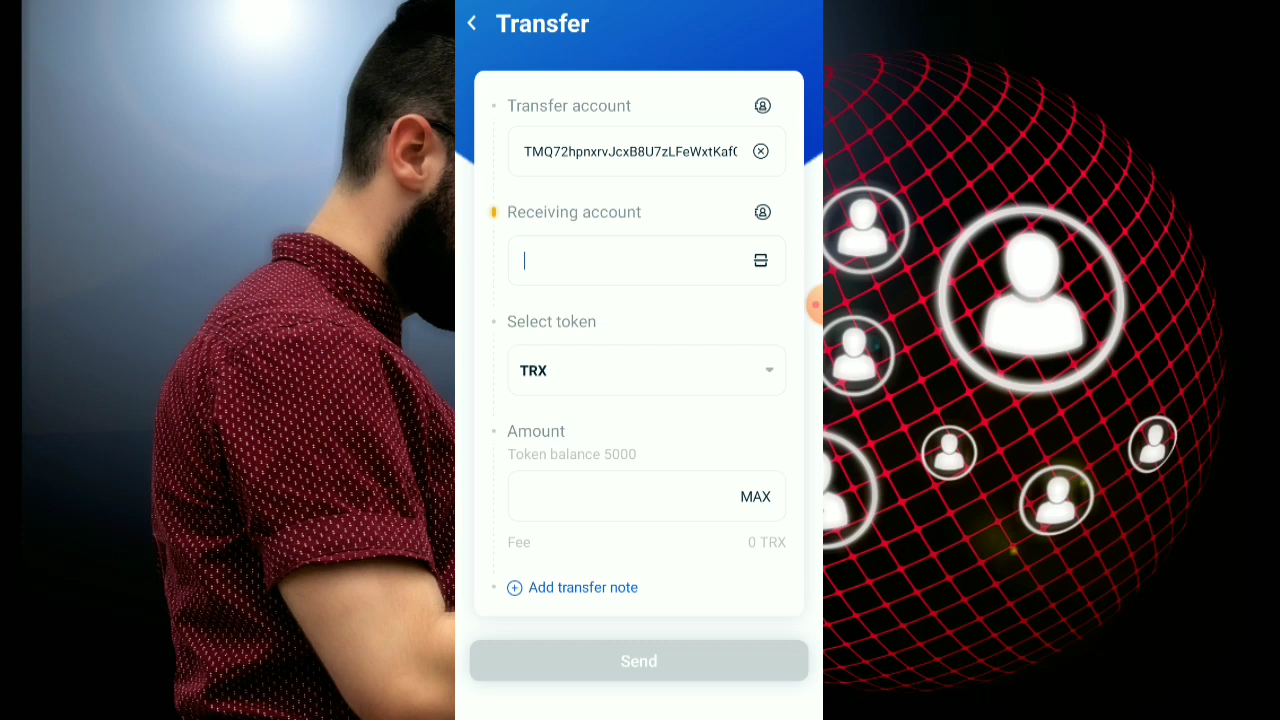 Transfer
Transfer account
TMQ72hpnxrvJcxB8U7zLFeWxtKaf
Receiving account
Select token
TRX
Amount
Token balance 5000
MAX
Fee
0 TRX
Add transfer note
Send